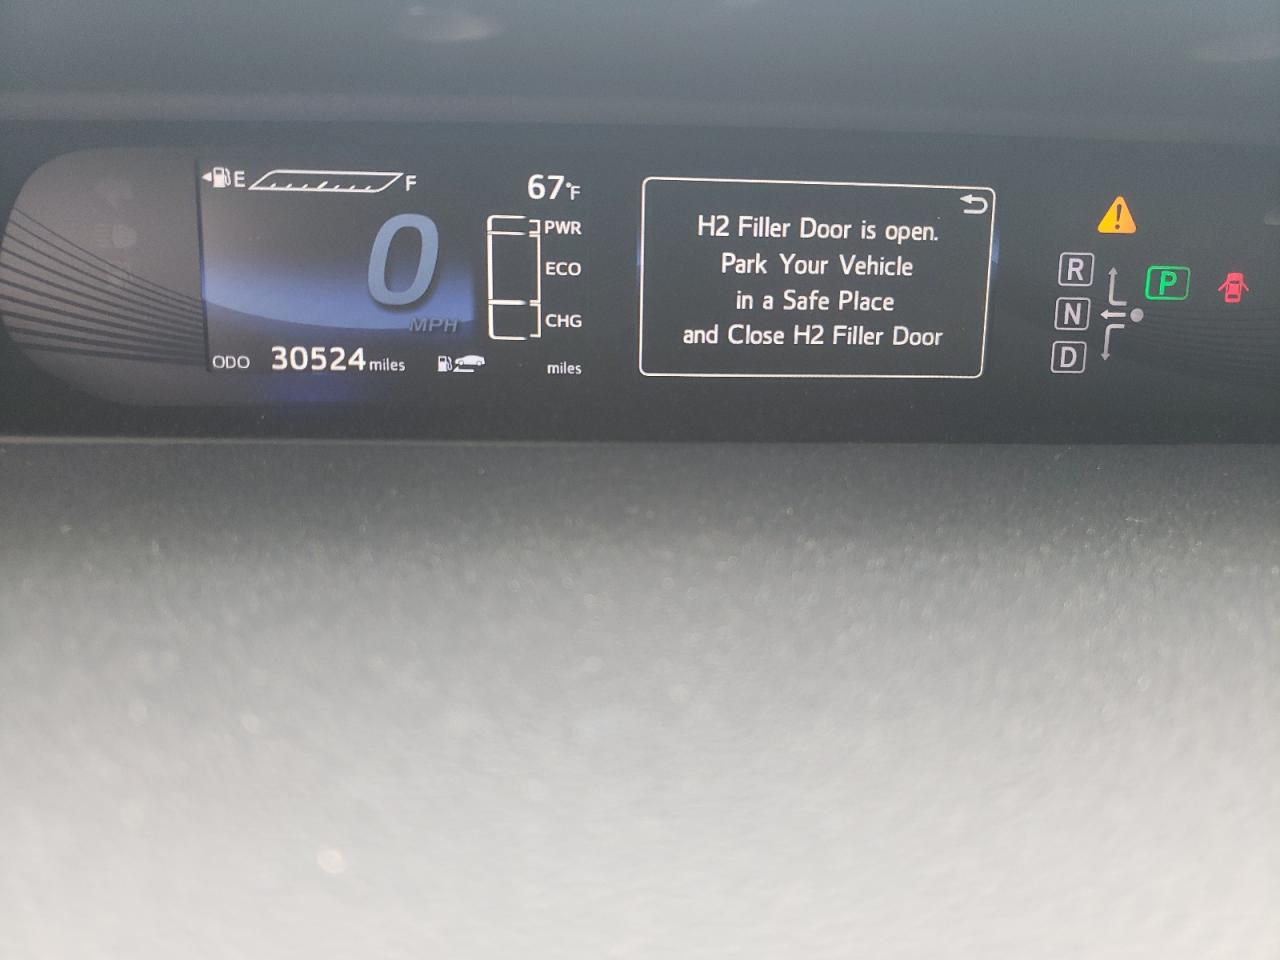 E F
67°F
0
MPH
PWR
ECO
CHG
ODO 30524 miles
miles
H2 Filler Door is open.
Park Your Vehicle
in a Safe Place
and Close H2 Filler Door
R
N
D
P